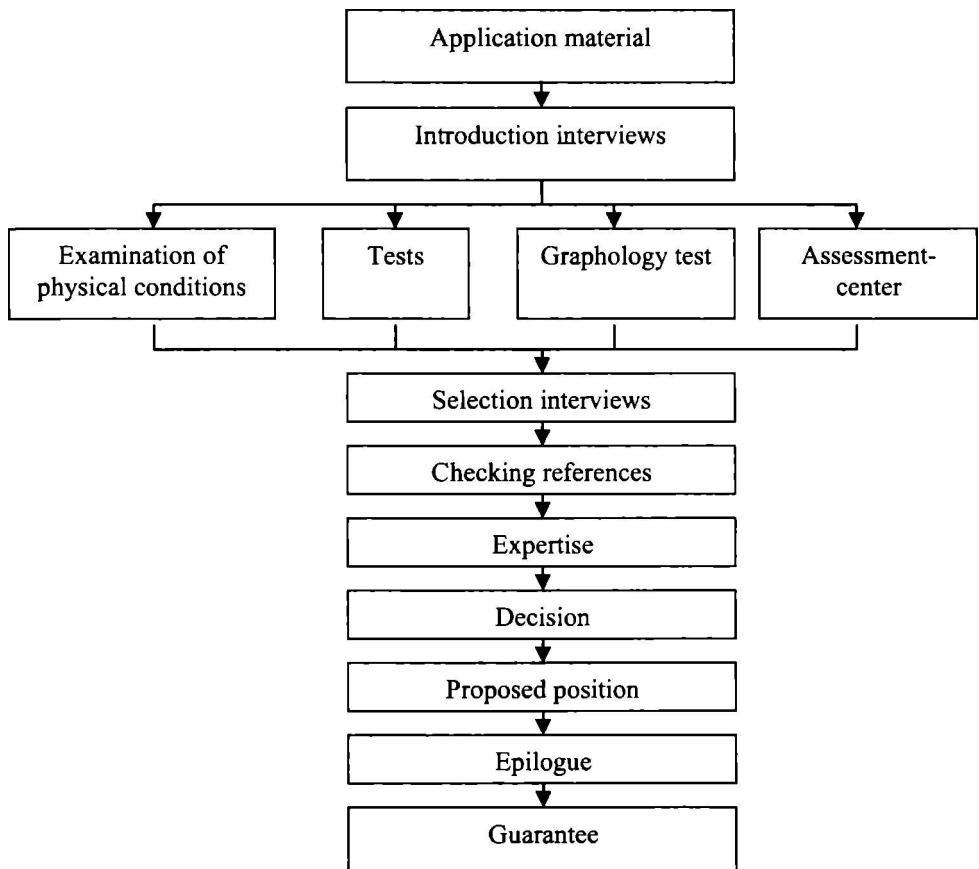 Application material
Introduction interviews
Examination of
physical conditions
Tests
Graphology test
Assessment-
center
Selection interviews
Checking references
Expertise
Decision
Proposed position
Epilogue
Guarantee